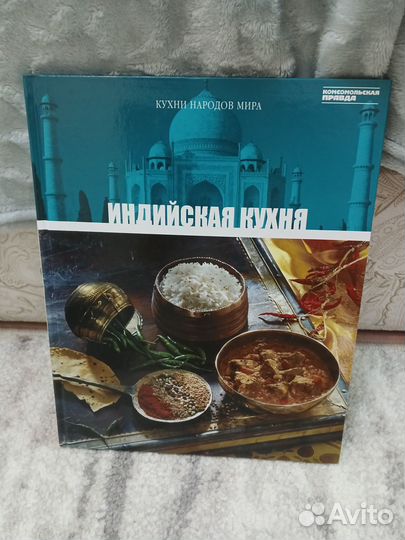 КОМСОМОЛЬСКАЯ
ПРАВДА
КУХНИ НАРОДОВ МИРА
ИНДИЙСКАЯ КУХНЯ
Avito